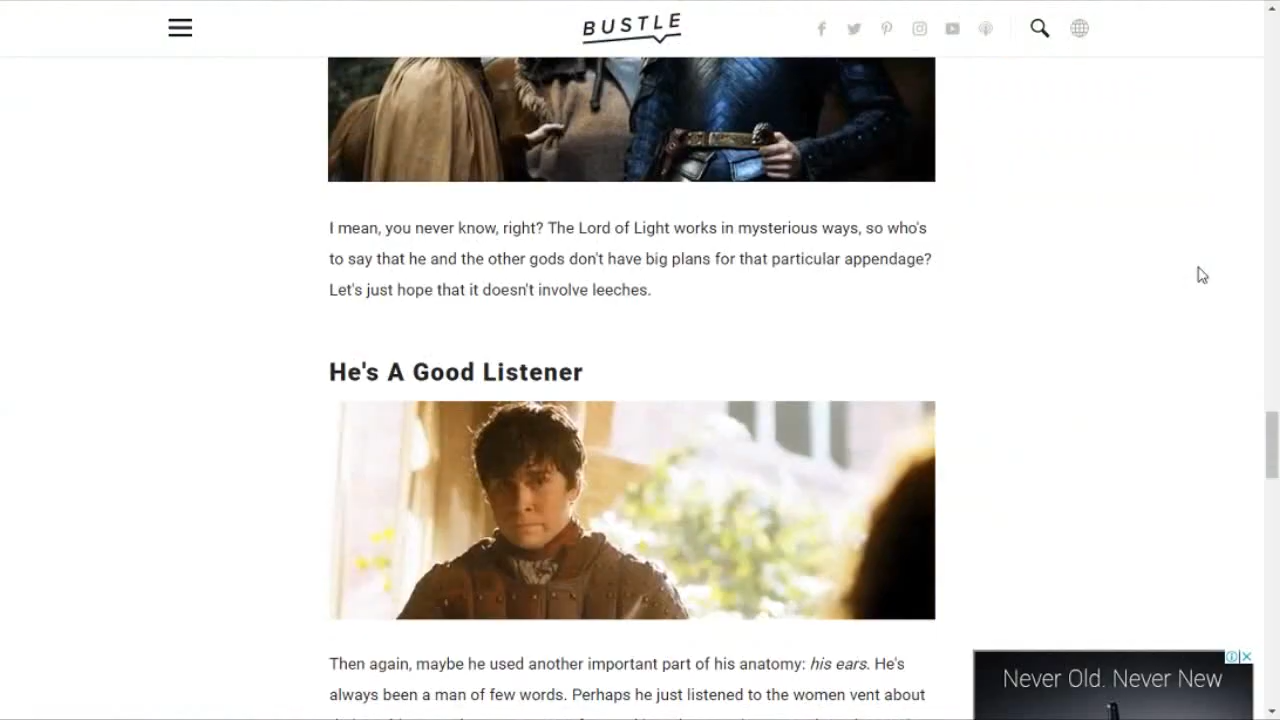 BUSTLE
I mean, you never know, right? The Lord of Light works in mysterious ways, so who's
to say that he and the other gods don't have big plans for that particular appendage?
Let's just hope that it doesn't involve leeches.
He's A Good Listener
Then again, maybe he used another important part of his anatomy: his ears. He's
always been a man of few words. Perhaps he just listened to the women vent about
Never Old. Never New